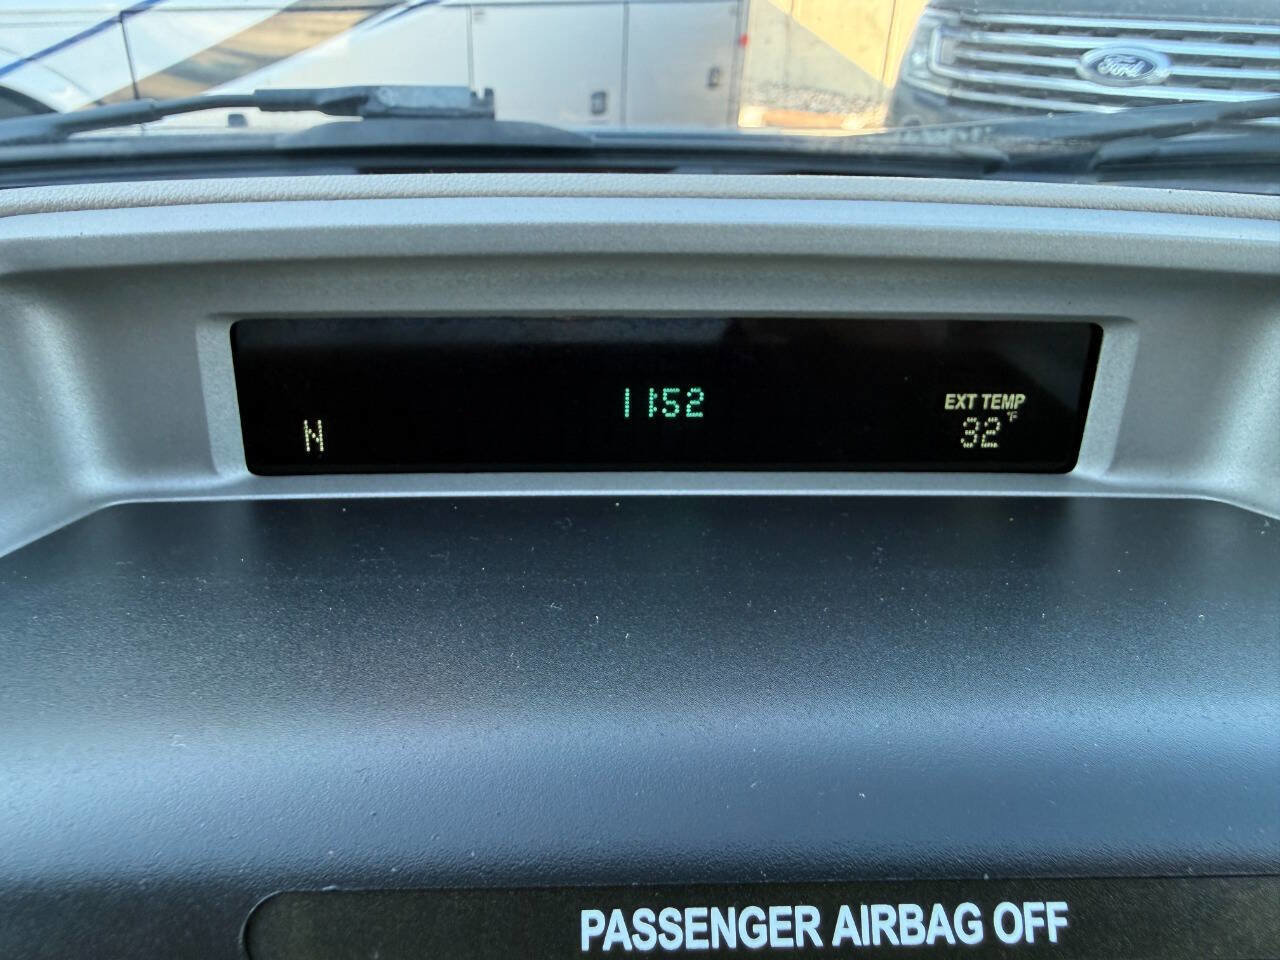 Ford
11:52
EXT TEMP
N
32°F
PASSENGER AIRBAG OFF